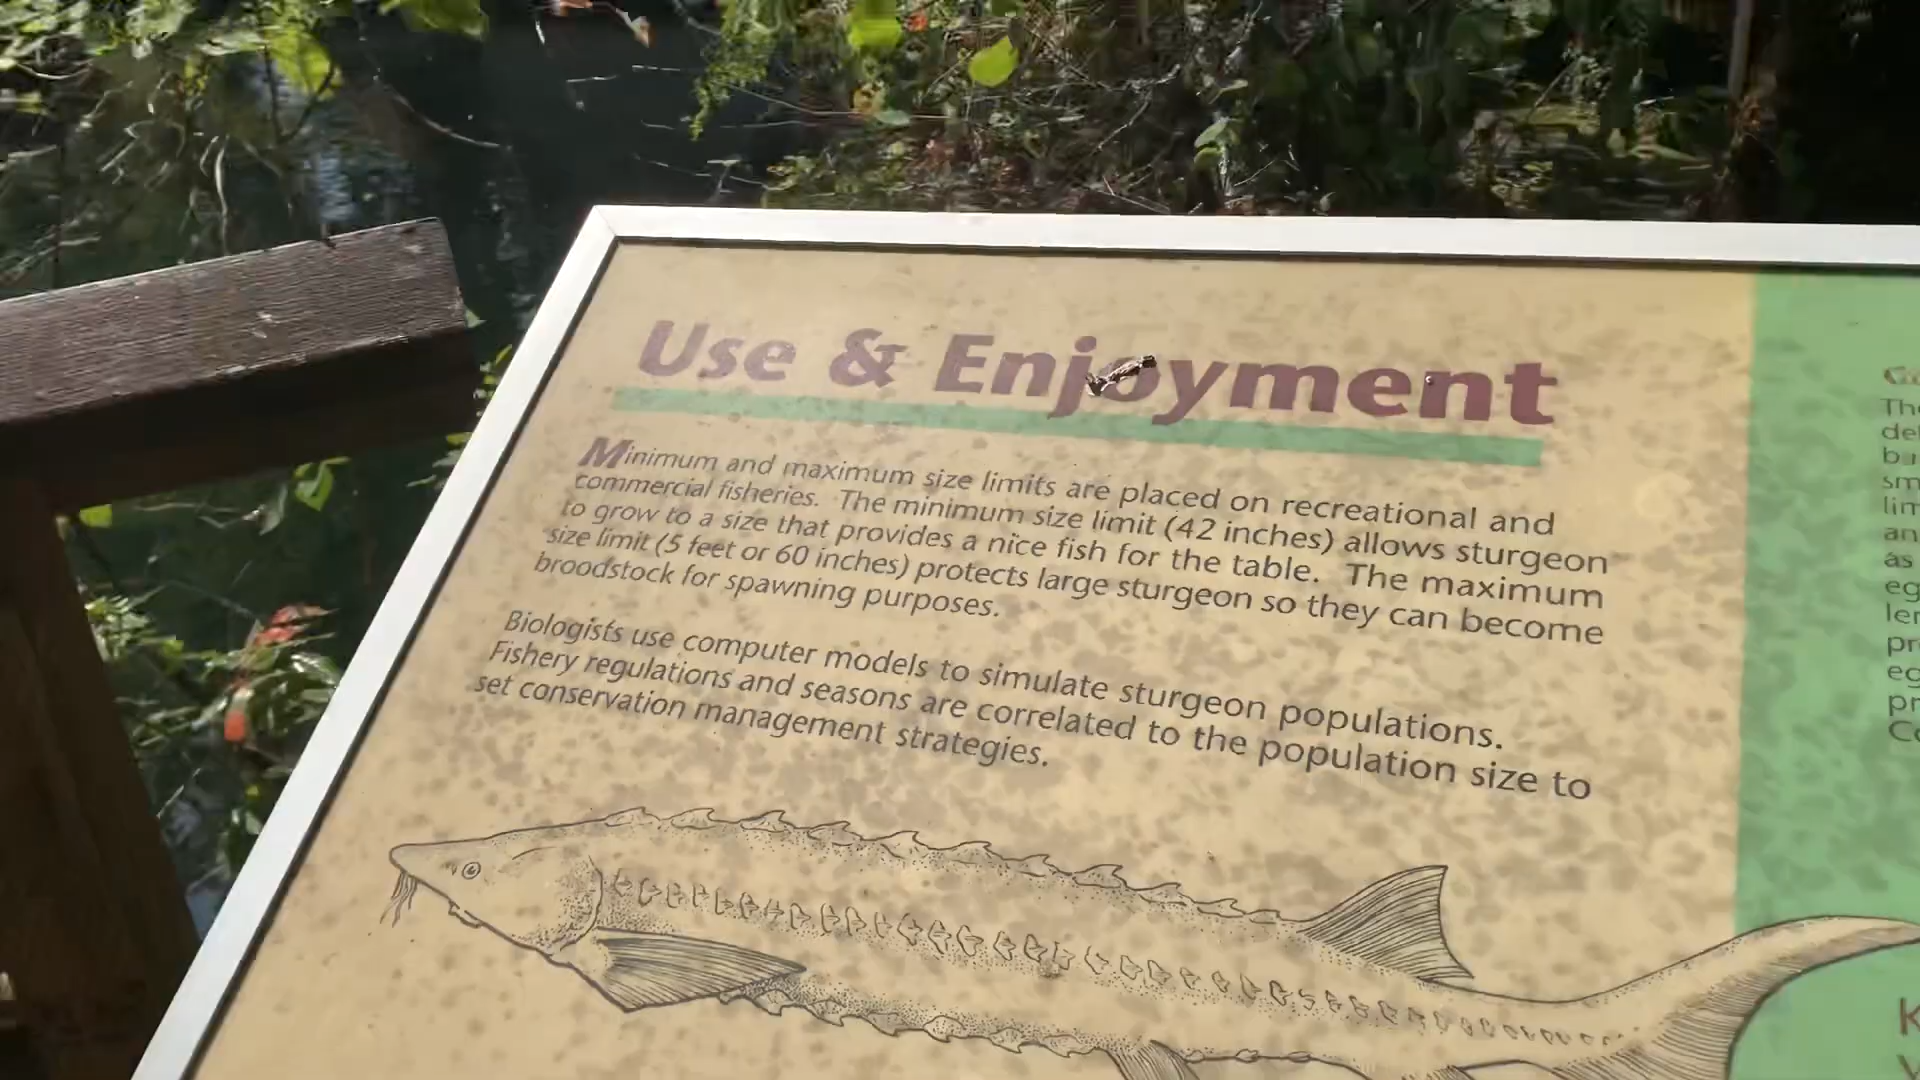 Use & Enjoyment
Minimum and maximum size limits are placed on recreational and
commercial fisheries. The minimum size limit (42 inches) allows sturgeon
to grow to a size that provides a nice fish for the table. The maximum
size limit (5 feet or 60 inches) protects large sturgeon so they can become
broodstock for spawning purposes.
Biologists use computer models to simulate sturgeon populations.
Fishery regulations and seasons are correlated to the population size to
set conservation management strategies.